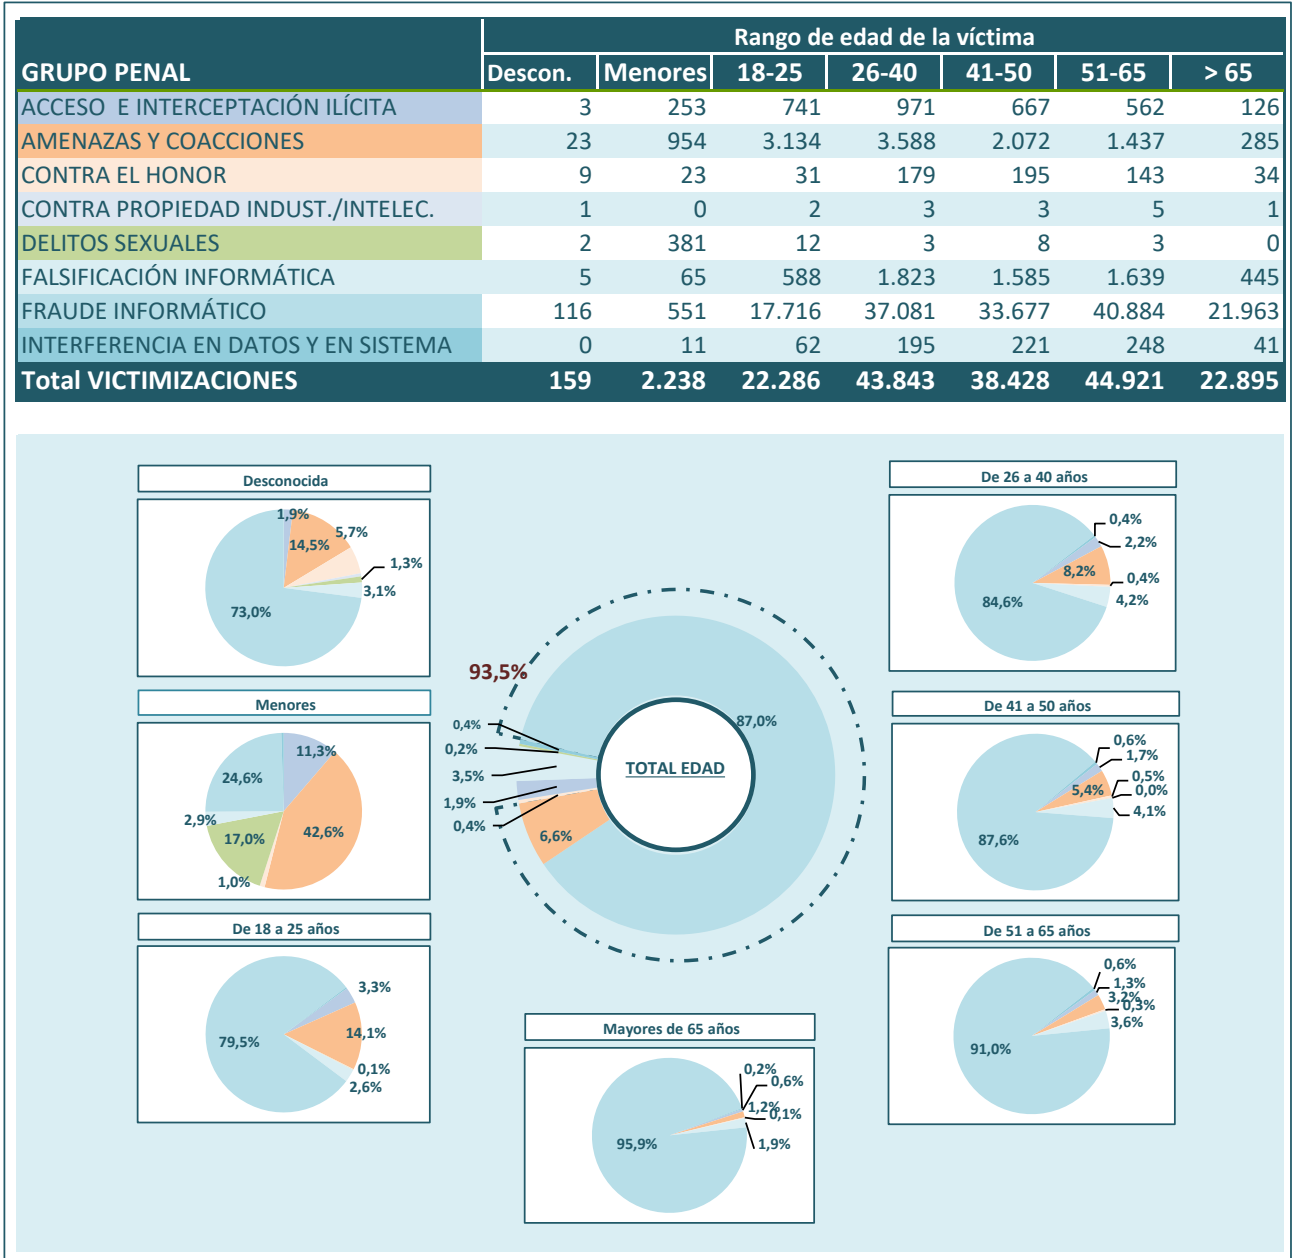 Rango de edad de la víctima
GRUPO PENAL Descon. Menores 18-25 26-40 41-50 51-65 > 65
ACCESO E INTERCEPTACIÓN ILÍCITA 3 253 741 971 667 562 126
AMENAZAS Y COACCIONES 23 954 3.134 3.588 2.072 1.437 285
CONTRA EL HONOR 9 23 31 179 195 143 34
CONTRA PROPIEDAD INDUST./INTELEC. 1 0 2 3 3 5 1
DELITOS SEXUALES 2 381 12 3 8 3 0
FALSIFICACIÓN INFORMÁTICA 5 65 588 1.823 1.585 1.639 445
FRAUDE INFORMÁTICO 116 551 17.716 37.081 33.677 40.884 21.963
INTERFERENCIA EN DATOS Y EN SISTEMA 0 11 62 195 221 248 41
Total VICTIMIZACIONES 159 2.238 22.286 43.843 38.428 44.921 22.895
Desconocida
1,9%
5,7%
14,5%
1,3%
3,1%
73,0%
Menores
11,3%
24,6%
2,9%
17,0%
42,6%
1,0%
De 18 a 25 años
3,3%
14,1%
79,5%
0,1%
2,6%
93,5%
87,0%
0,4%
0,2%
3,5%
1,9%
0,4%
6,6%
TOTAL EDAD
Mayores de 65 años
0,2%
0,6%
1,2%
0,1%
1,9%
95,9%
De 26 a 40 años
0,4%
2,2%
8,2%
0,4%
4,2%
84,6%
De 41 a 50 años
0,6%
1,7%
0,5%
5,4%
0,0%
4,1%
87,6%
De 51 a 65 años
0,6%
1,3%
3,2%
0,3%
3,6%
91,0%